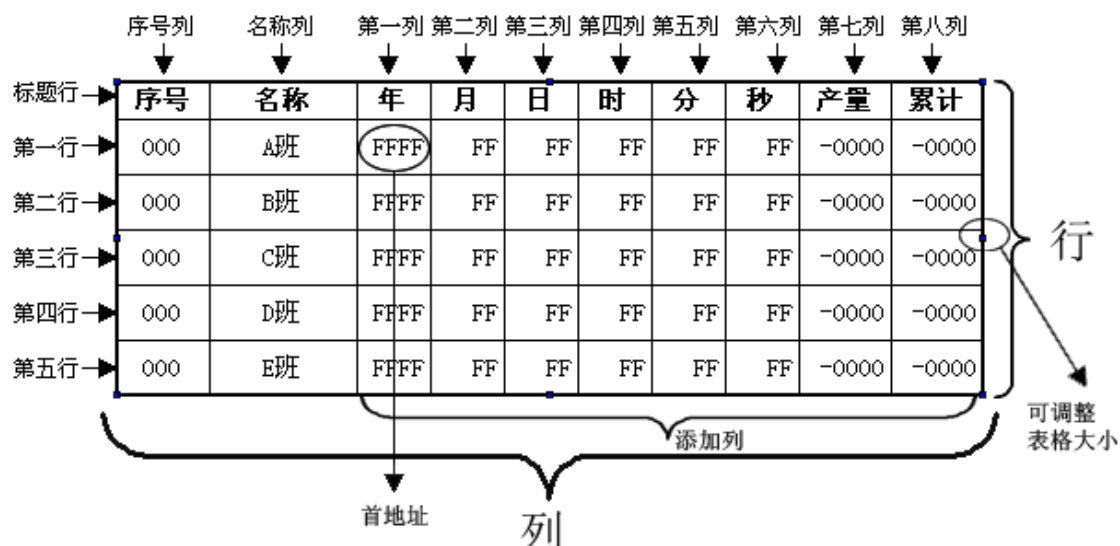 序号列 名称列 第一列 第二列 第三列 第四列 第五列 第六列 第七列 第八列
标题行 序号 名称 年 月 日 时 分 秒 产量 累计
第一行 000 A班 FFFF FF FF FF FF FF -0000 -0000
第二行 000 B班 FFFF FF FF FF FF FF -0000 -0000
行
第三行 000 C班 FFFF FF FF FF FF FF -0000 -0000
第四行 000 D班 FFFF FF FF FF FF FF -0000 -0000
第五行 000 E班 FFFF FF FF FF FF FF -0000 -0000
可调整
表格大小
添加列
首地址
列